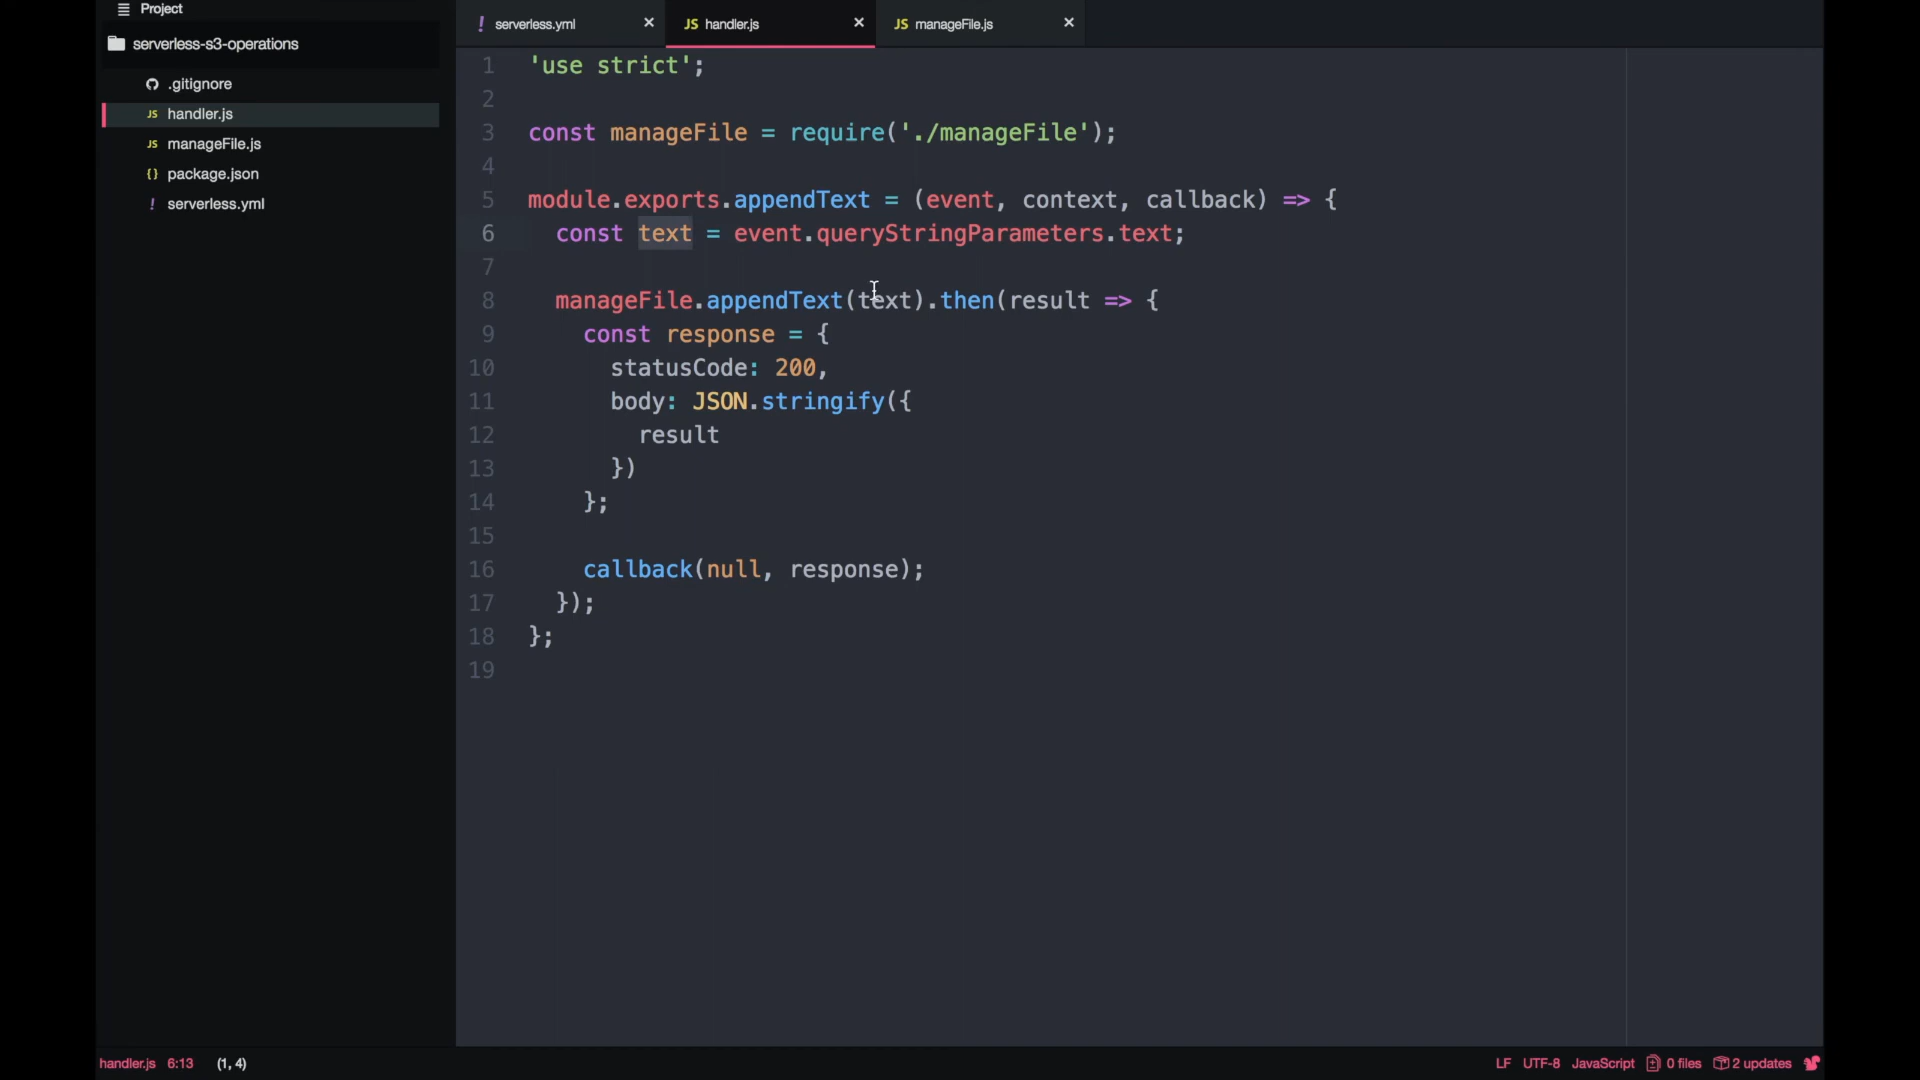 Project
serverless-s3-operations
.gitignore
JS handler.js
JS manageFile.js
{} package.json
! serverless.yml
! serverless.yml ×
JS handler.js ×
JS manageFile.js ×
1 'use strict';
2
3 const manageFile = require('./manageFile');
4
5 module.exports.appendText = (event, context, callback) => {
6 const text = event.queryStringParameters.text;
7
8 manageFile.appendText(text).then(result => {
9 const response = {
10 statusCode: 200,
11 body: JSON.stringify({
12 result
13 })
14 };
15
16 callback(null, response);
17 });
18 };
19
handler.js 6:13 (1, 4)
LF UTF-8 JavaScript 0 files 2 updates